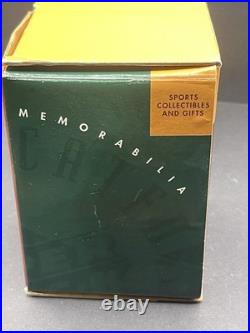 SPORTS
COLLECTIBLES
AND GIFTS
MEMORABILIA